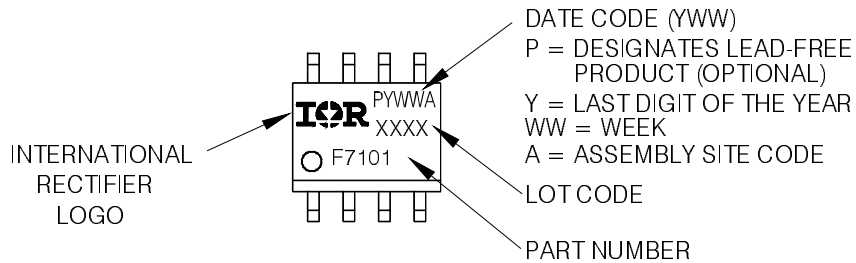 DATE CODE (YWW)
P = DESIGNATES LEAD-FREE
PRODUCT (OPTIONAL)
Y = LAST DIGIT OF THE YEAR
WW = WEEK
A = ASSEMBLY SITE CODE
LOT CODE
PART NUMBER
INTERNATIONAL
RECTIFIER
LOGO
IOR
PYWWA
XXXX
F7101